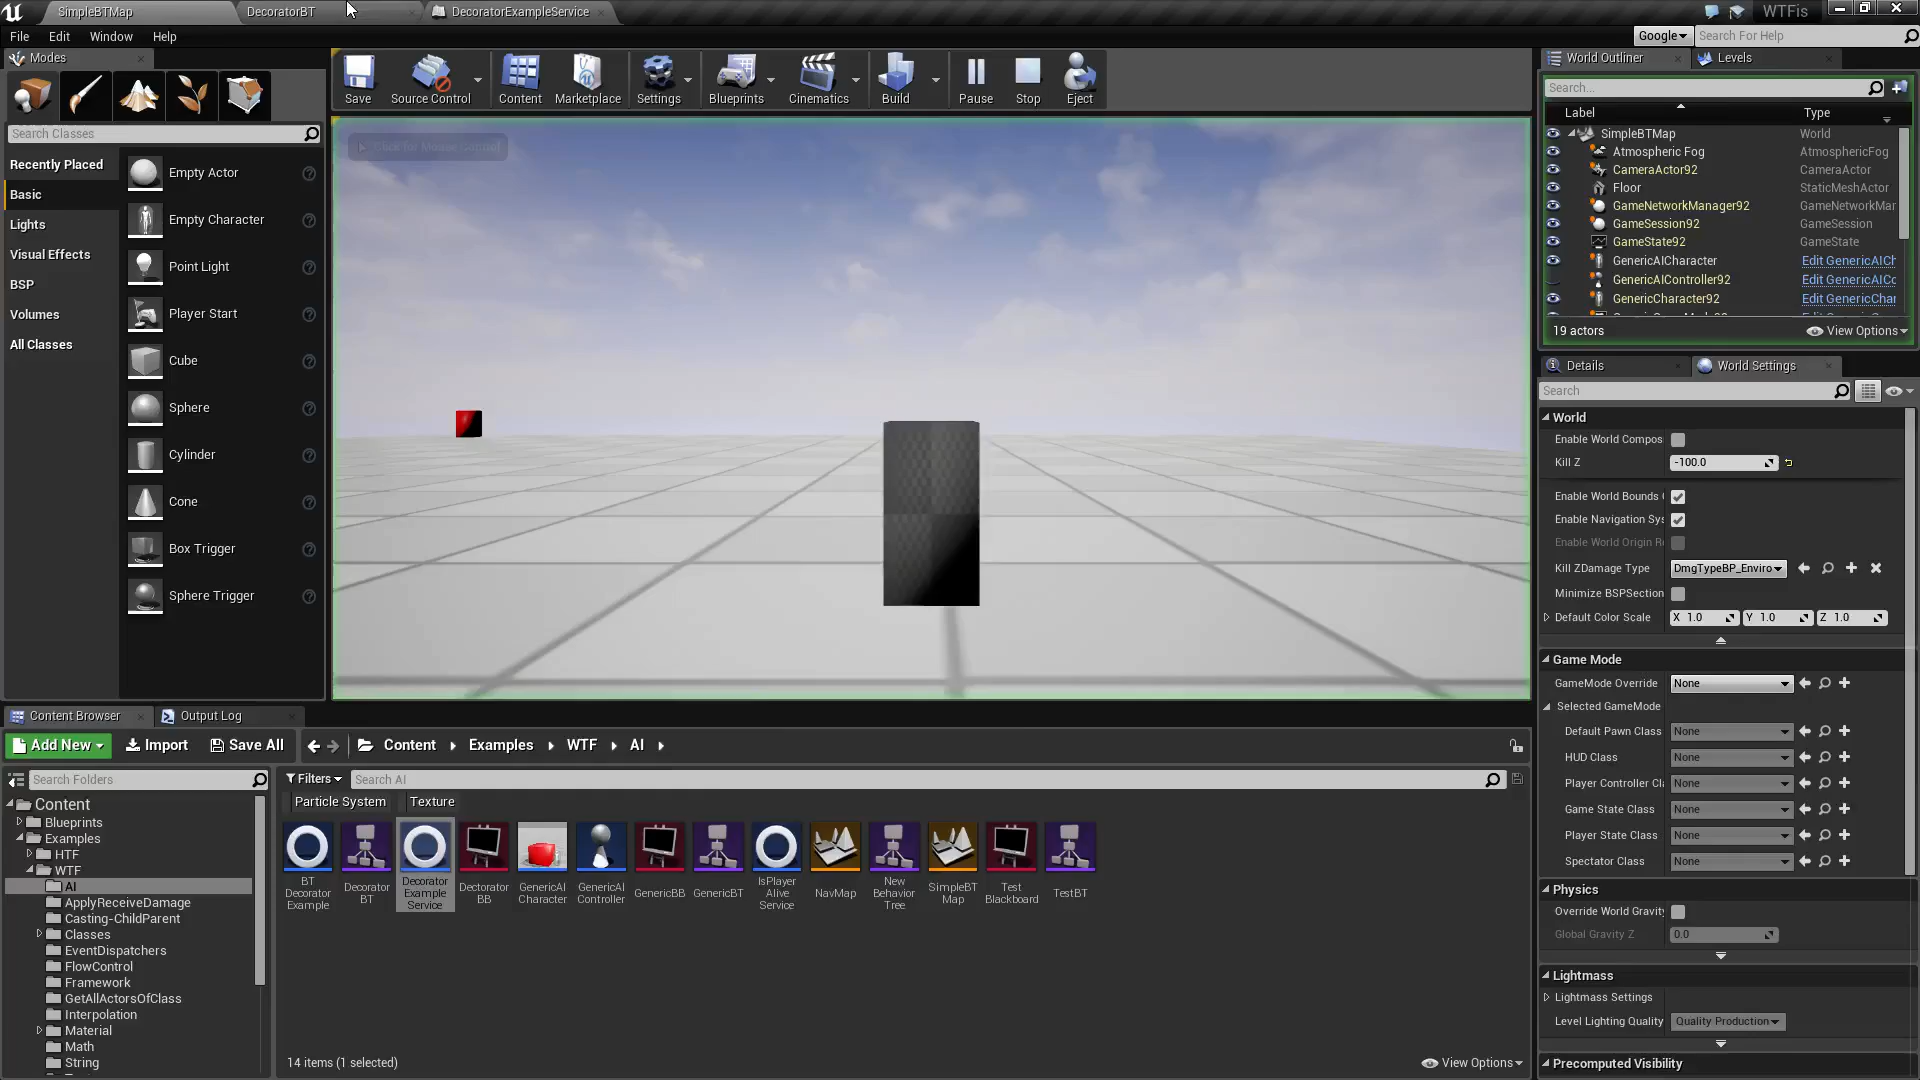 SimpleBTMap
DecoratorBT
DecoratorExampleService
WTFis
File Edit Window Help
Google
Search For Help
Modes
Search Classes
Recently Placed
Basic
Lights
Visual Effects
BSP
Volumes
All Classes
Empty Actor
Empty Character
Point Light
Player Start
Cube
Sphere
Cylinder
Cone
Box Trigger
Sphere Trigger
Save
Source Control
Content
Marketplace
Settings
Blueprints
Cinematics
Build
Pause
Stop
Eject
Click for Mouse Control
World Outliner
Levels
Search...
Label Type
SimpleBTMap World
Atmospheric Fog AtmosphericFog
CameraActor92 CameraActor
Floor StaticMeshActor
GameNetworkManager92 GameNetworkMar
GameSession92 GameSession
GameState92 GameState
GenericAICharacter Edit GenericAICh
GenericAIController92 Edit GenericAICo
GenericCharacter92 Edit GenericChar
19 actors
View Options
Details
World Settings
Search
World
Enable World Compos
Kill Z -100.0
Enable World Bounds
Enable Navigation Sys
Enable World Origin R
Kill ZDamage Type DmgTypeBP_Enviro
Minimize BSPSection
Default Color Scale X 1.0 Y 1.0 Z 1.0
Game Mode
GameMode Override None
Selected GameMode
Default Pawn Class None
HUD Class None
Player Controller Cl None
Game State Class None
Player State Class None
Spectator Class None
Physics
Override World Gravity
Global Gravity Z 0.0
Lightmass
Lightmass Settings
Level Lighting Quality Quality Production
Precomputed Visibility
Content Browser
Output Log
Add New
Import
Save All
Content Examples WTF AI
Search Folders
Content
Blueprints
Examples
HTF
WTF
AI
ApplyReceiveDamage
Casting-ChildParent
Classes
EventDispatchers
FlowControl
Framework
GetAllActorsOfClass
Interpolation
Material
Math
String
Filters
Search AI
Particle System
Texture
BT
Decorator
Example
Decorator
BT
Decorator
Example
Service
Dectorator
BB
GenericAI
Character
GenericAI
Controller
GenericBB
GenericBT
IsPlayer
Alive
Service
NavMap
New
Behavior
Tree
SimpleBT
Map
Test
Blackboard
TestBT
14 items (1 selected)
View Options